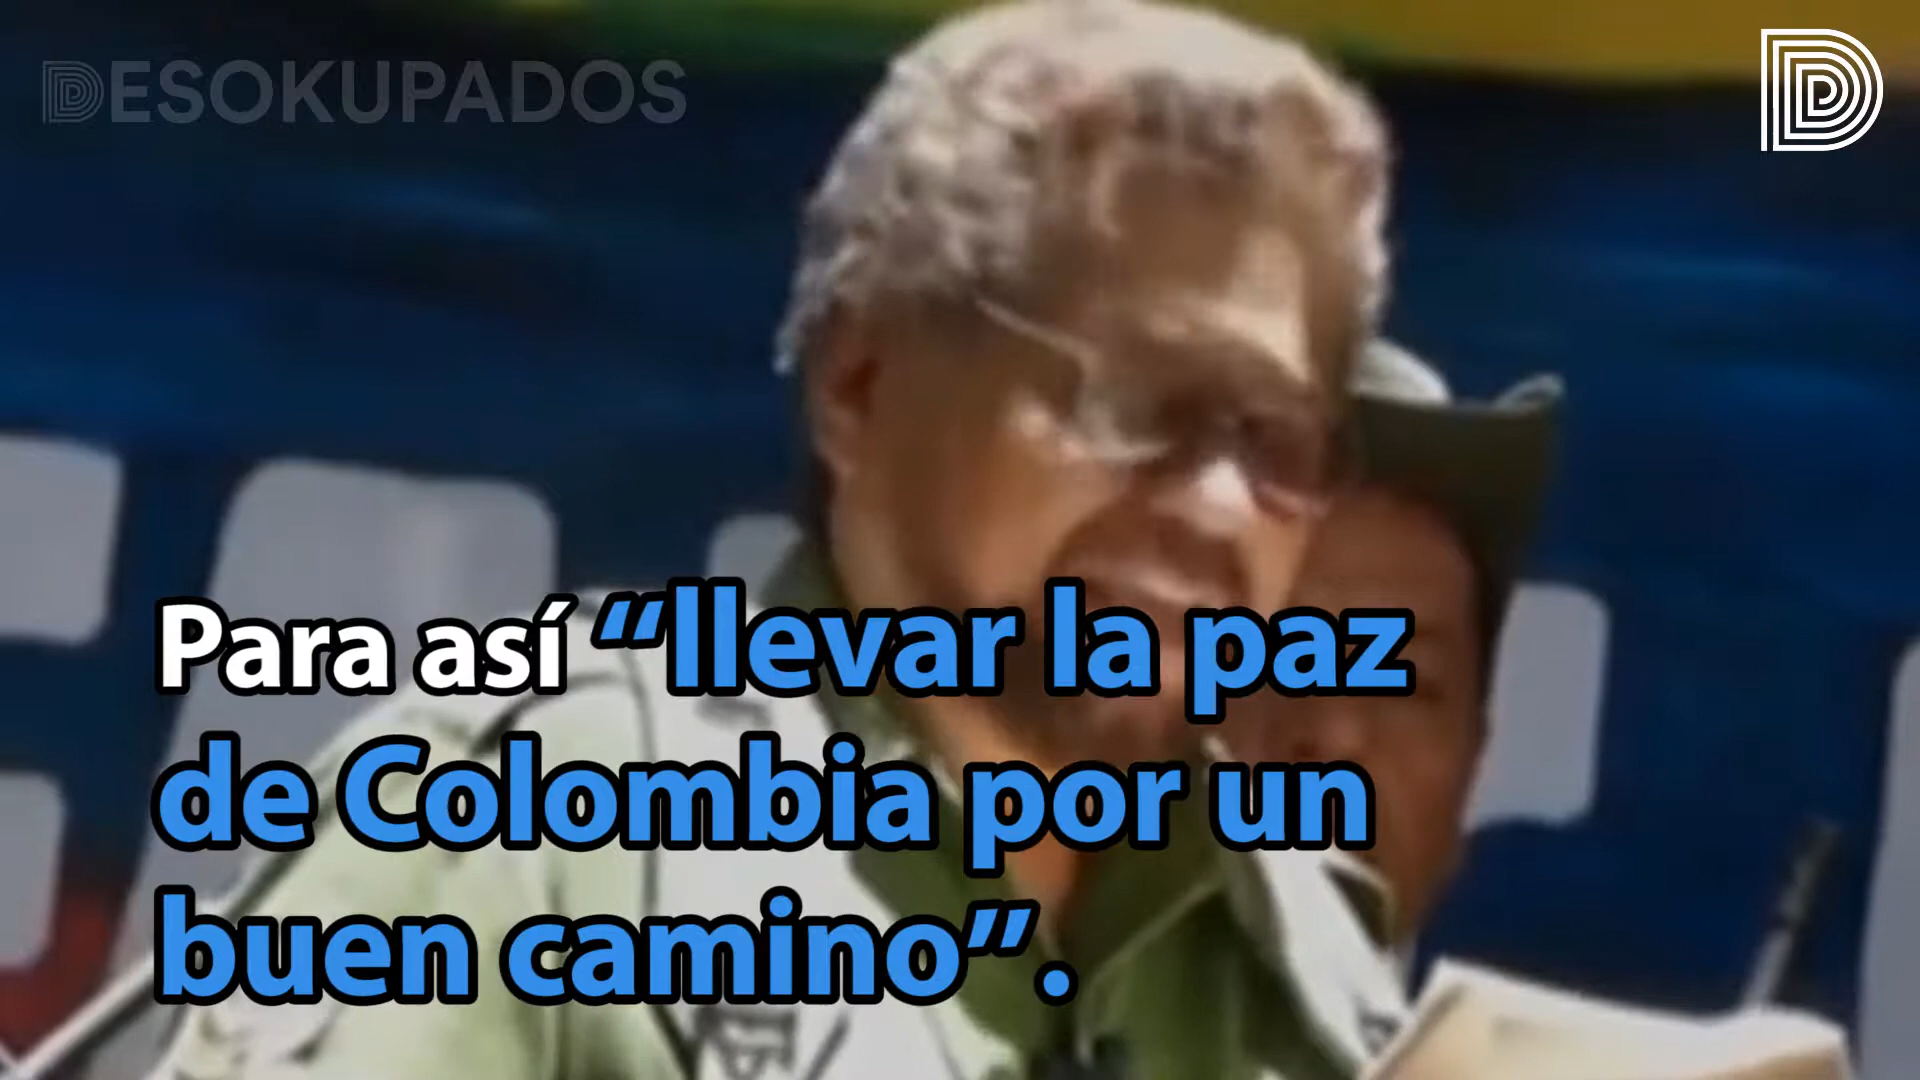 DESOKUPADOS
Para así “llevar la paz
de Colombia por un
buen camino”.